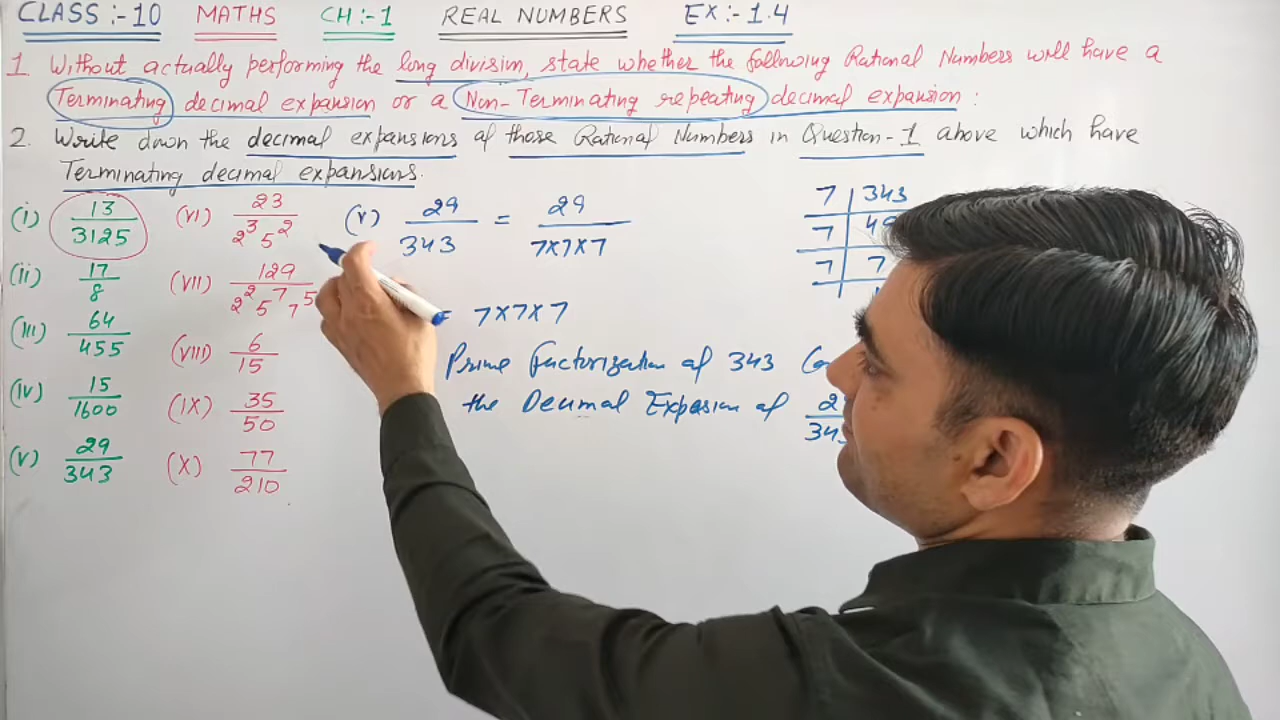 CLASS :- 10 MATHS CH :- 1 REAL NUMBERS EX :- 1.4
1. Without actually performing the long division, state whether the following Rational Numbers will have a
Terminating decimal expansion or a Non-Terminating repeating decimal expansion :
2. Write down the decimal expansions of those Rational Numbers in Question-1 above which have
Terminating decimal expansions.
(i) 13/3125
(ii) 17/8
(iii) 64/455
(iv) 15/1600
(v) 29/343
(VI) 23/2³5²
(VII) 129/2²5⁷7⁵
(VIII) 6/15
(IX) 35/50
(X) 77/210
(V) 29/343 = 29/7×7×7
= 7×7×7
Prime factorization of 343
the Decimal Expasion of
7 | 343
7 | 49
7 | 7